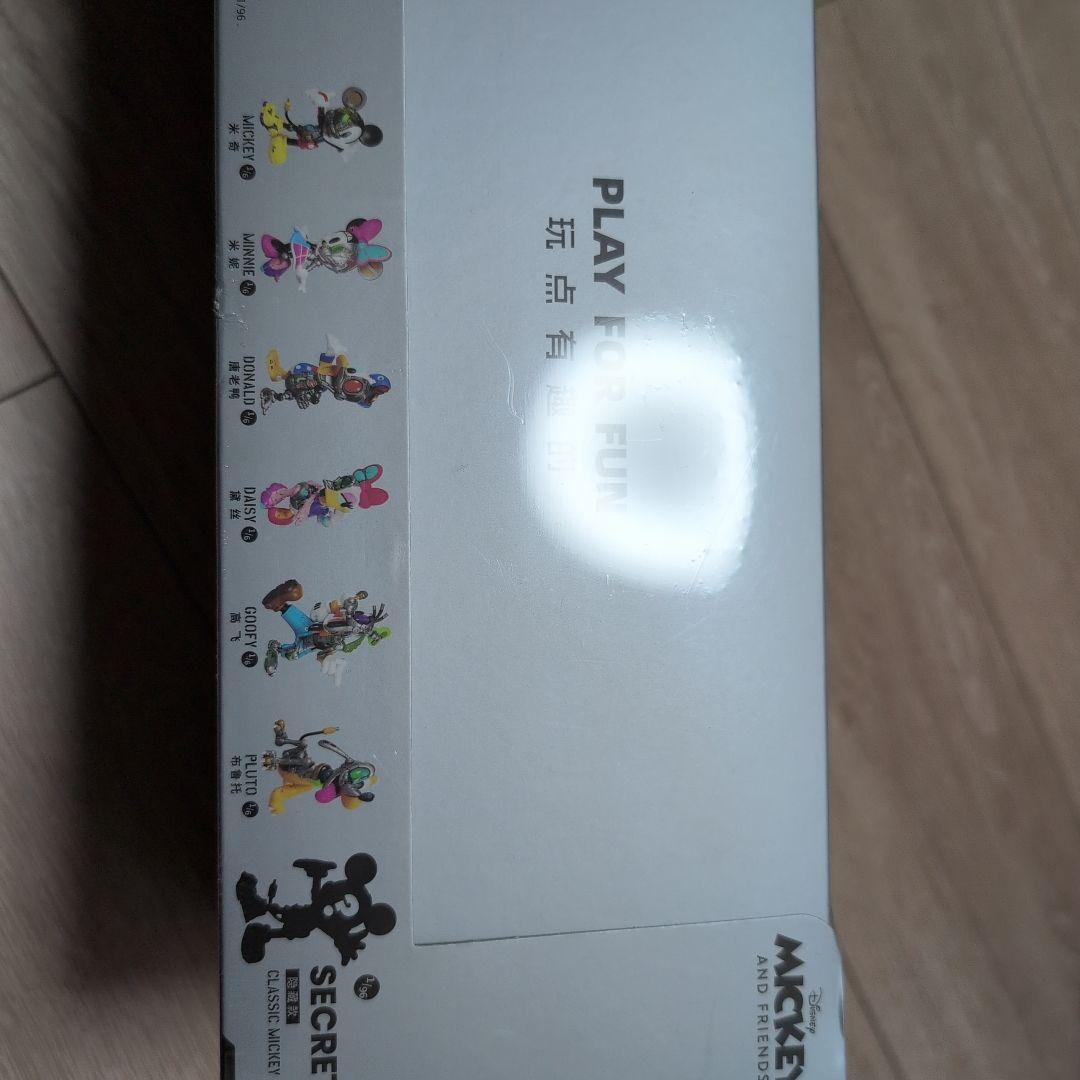 1/96.
MICKEY 1/6
米奇
MINNIE 1/6
米妮
DONALD 1/6
唐老鸭
DAISY 1/6
黛丝
GOOFY 1/6
高飞
PLUTO 1/6
布鲁托
?
1/96
SECRET
隐藏款
CLASSIC MICKEY
PLAY FOR FUN
玩点有趣的
Disney
MICKEY
AND FRIENDS